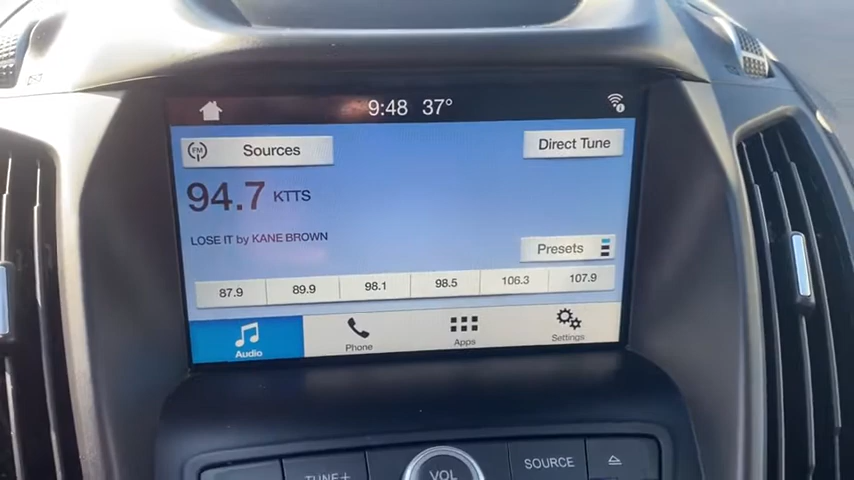 9:48 37°
FM Sources Direct Tune
94.7 KTTS
LOSE IT by KANE BROWN
Presets
87.9 89.9 98.1 98.5 106.3 107.9
Audio Phone Apps Settings
TUNE+ VOL SOURCE